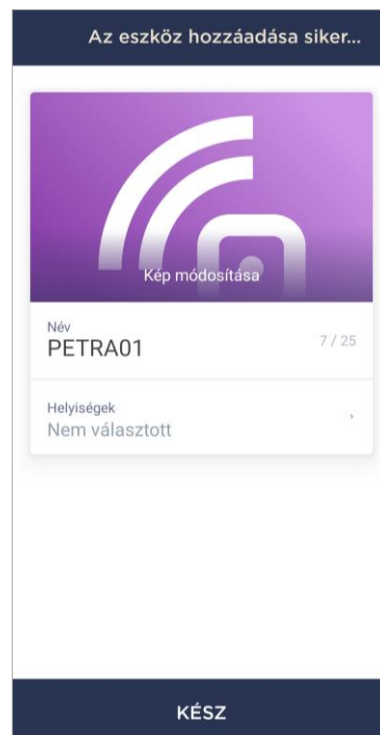 Az eszköz hozzáadása siker...
Kép módosítása
Név
PETRA01
7 / 25
Helyiségek
Nem választott
KÉSZ